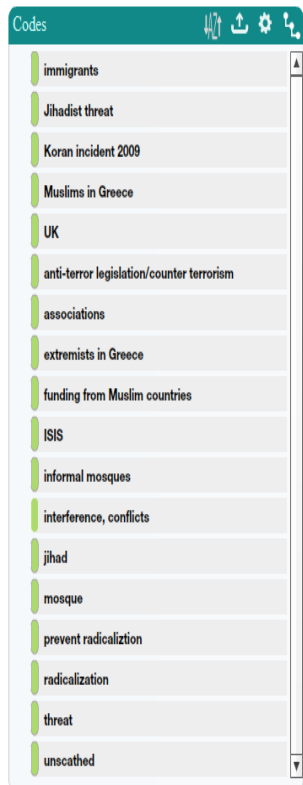 Codes
immigrants
Jihadist threat
Koran incident 2009
Muslims in Greece
UK
anti-terror legislation/counter terrorism
associations
extremists in Greece
funding from Muslim countries
ISIS
informal mosques
interference, conflicts
jihad
mosque
prevent radicaliztion
radicalization
threat
unscathed